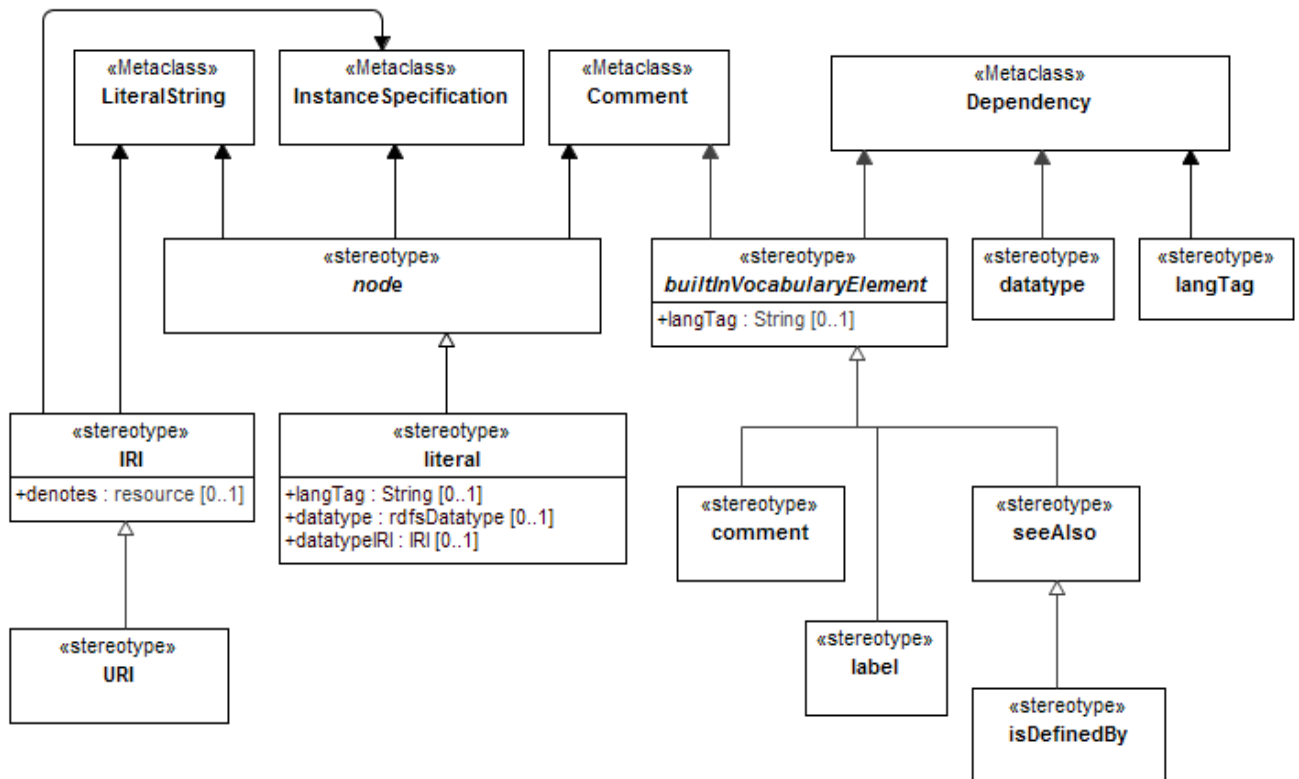 «Metaclass»
LiteralString
«Metaclass»
InstanceSpecification
«Metaclass»
Comment
«Metaclass»
Dependency
«stereotype»
node
«stereotype»
builtInVocabularyElement
+langTag : String [0..1]
«stereotype»
datatype
«stereotype»
langTag
«stereotype»
IRI
+denotes : resource [0..1]
«stereotype»
literal
+langTag : String [0..1]
+datatype : rdfsDatatype [0..1]
+datatypeIRI : IRI [0..1]
«stereotype»
comment
«stereotype»
seeAlso
«stereotype»
URI
«stereotype»
label
«stereotype»
isDefinedBy